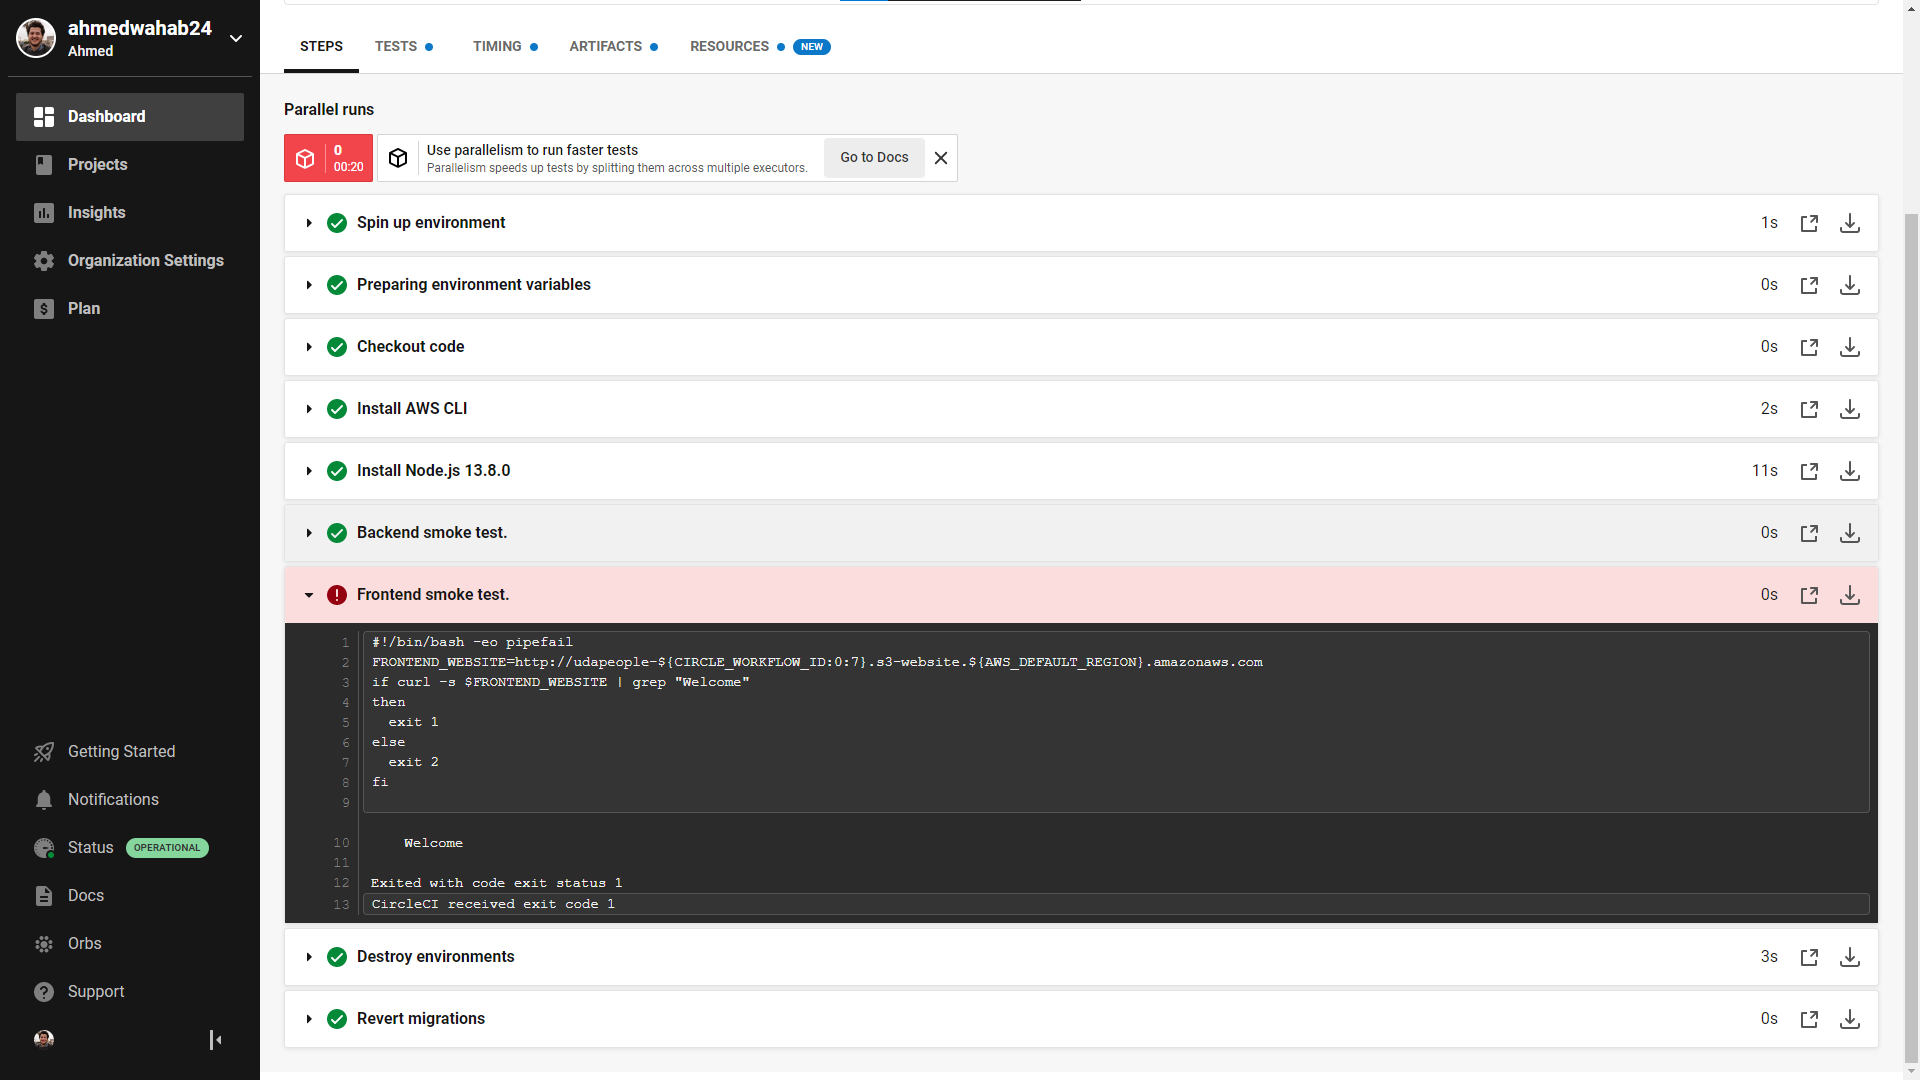 ahmedwahab24
Ahmed
Dashboard
Projects
Insights
Organization Settings
Plan
Getting Started
Notifications
Status OPERATIONAL
Docs
Orbs
Support
STEPS TESTS TIMING ARTIFACTS RESOURCES NEW
Parallel runs
0
00:20
Use parallelism to run faster tests
Parallelism speeds up tests by splitting them across multiple executors.
Go to Docs
Spin up environment 1s
Preparing environment variables 0s
Checkout code 0s
Install AWS CLI 2s
Install Node.js 13.8.0 11s
Backend smoke test. 0s
Frontend smoke test. 0s
1 #!/bin/bash -eo pipefail
2 FRONTEND_WEBSITE=http://udapeople-${CIRCLE_WORKFLOW_ID:0:7}.s3-website.${AWS_DEFAULT_REGION}.amazonaws.com
3 if curl -s $FRONTEND_WEBSITE | grep "Welcome"
4 then
5   exit 1
6 else
7   exit 2
8 fi
9
10     Welcome
11
12 Exited with code exit status 1
13 CircleCI received exit code 1
Destroy environments 3s
Revert migrations 0s